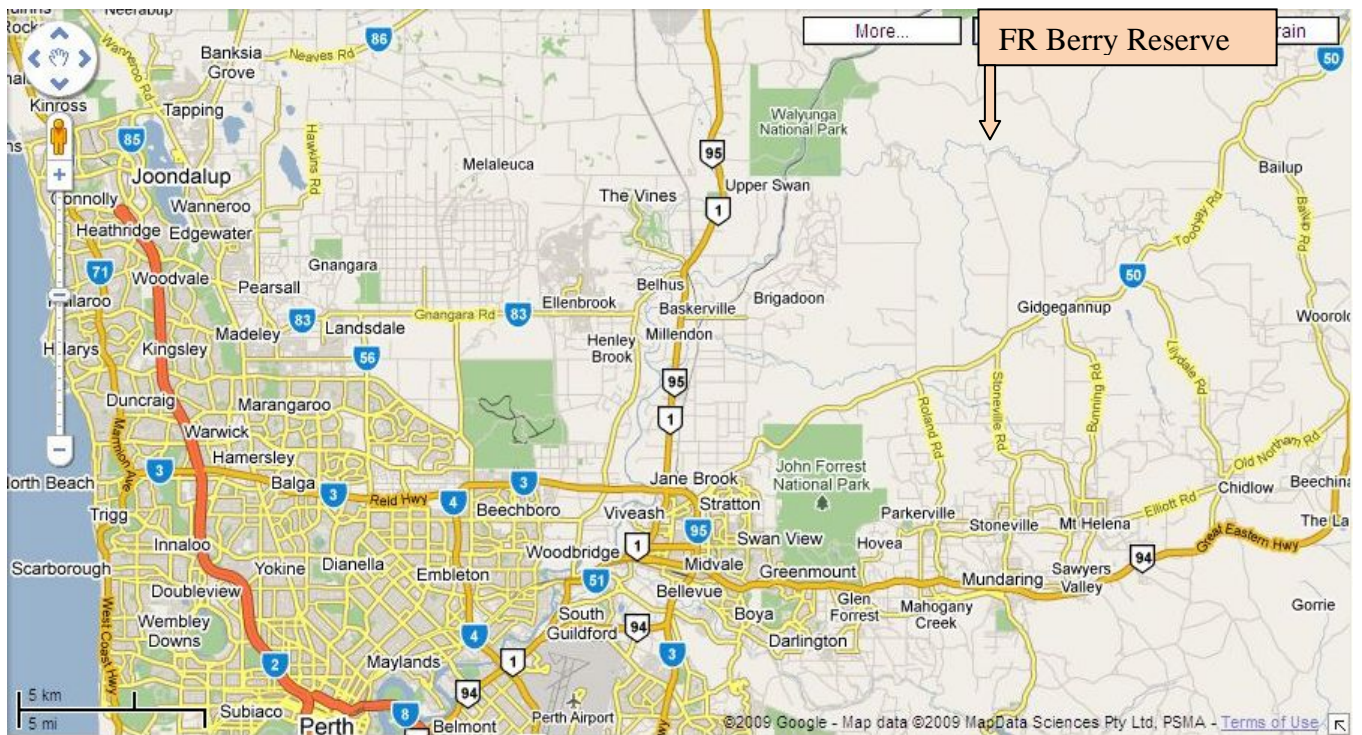 Neerabup
Rocks
86
More...
FR Berry Reserve
rain
50
Wanneroo Rd
Banksia
Grove
Neaves Rd
Kinross
Tapping
Walyunga
National Park
85
Hawkins Rd
95
Bailup
Melaleuca
Joondalup
The Vines
Upper Swan
Connolly
Wanneroo
1
Toodyay Rd
Bailup Rd
Heathridge
Edgewater
Gnangara
71
Woodvale
Pearsall
Belhus
50
Ellenbrook
Baskerville
Brigadoon
Gidgegannup
83
Gnangara Rd
83
Madeley
Landsdale
Henley
Brook
Millendon
Hillarys
Kingsley
56
Lilydale Rd
95
Stoneville Rd
Bunning Rd
Duncraig
Marangaroo
Roland Rd
1
Warwick
Marmion Ave
Hamersley
Old Northam Rd
3
Balga
Jane Brook
John Forrest
National Park
North Beach
3
Reid Hwy
4
3
Stratton
Chidlow
Beechina
Elliott Rd
Trigg
Beechboro
Viveash
Parkerville
Stoneville
Mt Helena
The La
95
Innaloo
1
Swan View
Hovea
Great Eastern Hwy
Yokine
Dianella
Woodbridge
94
Scarborough
Embleton
51
Midvale
Greenmount
Mundaring
Sawyers
Valley
Doubleview
Bellevue
West Coast Hwy
Wembley
Downs
South
Guildford
94
Boya
Glen
Forrest
Mahogany
Creek
Gorrie
4
Darlington
2
Maylands
1
3
5 km
94
5 mi
Subiaco
8
Perth
Belmont
Perth Airport
©2009 Google - Map data ©2009 MapData Sciences Pty Ltd, PSMA - Terms of Use